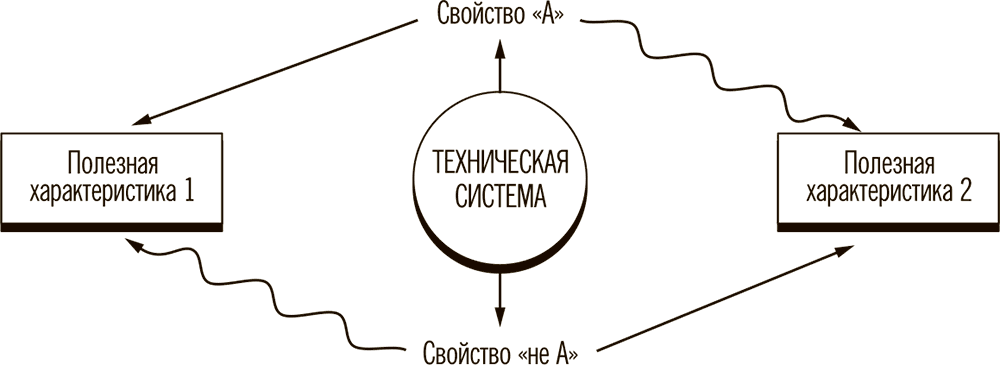 Свойство «А»
Полезная
характеристика 1
ТЕХНИЧЕСКАЯ
СИСТЕМА
Полезная
характеристика 2
Свойство «не А»